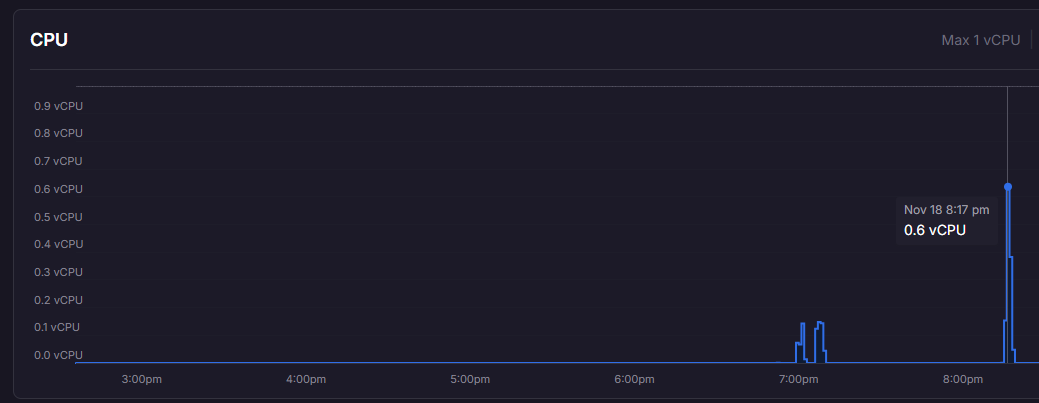 CPU
Max 1 vCPU
0.9 vCPU
0.8 vCPU
0.7 vCPU
0.6 vCPU
Nov 18 8:17 pm
0.5 vCPU
0.6 vCPU
0.4 vCPU
0.3 vCPU
0.2 vCPU
0.1 vCPU
0.0 vCPU
3:00pm 4:00pm 5:00pm 6:00pm 7:00pm 8:00pm